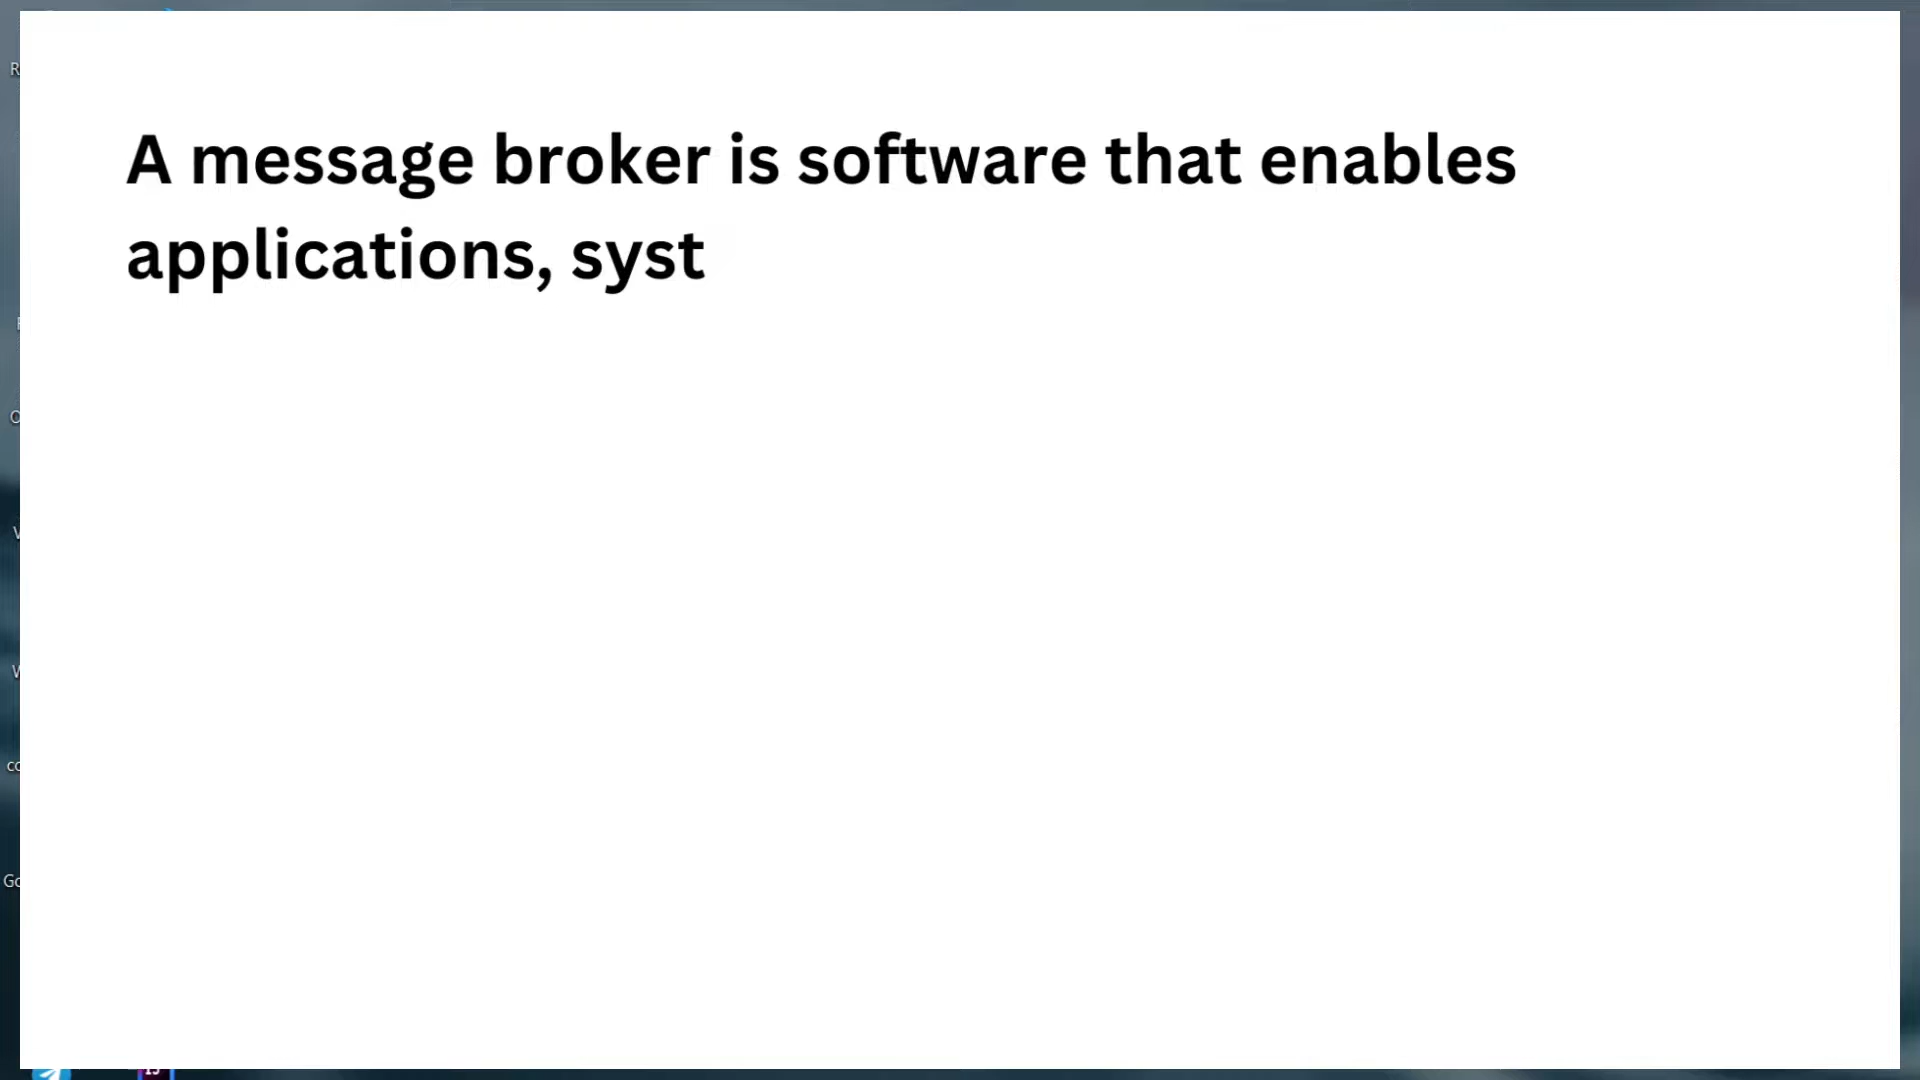 A message broker is software that enables
applications, syst